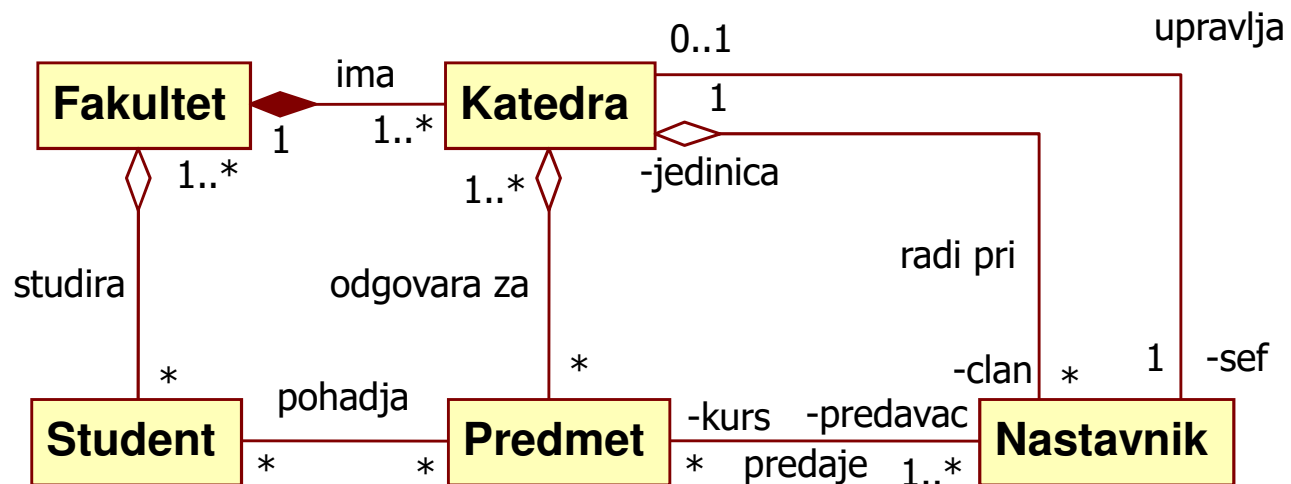 upravlja
0..1
ima
Fakultet
Katedra
1
1
1..*
1..*
1..*
-jedinica
radi pri
studira
odgovara za
*
*
-clan
*
1
-sef
pohadja
-kurs
-predavac
Student
Predmet
Nastavnik
*
*
*
predaje
1..*